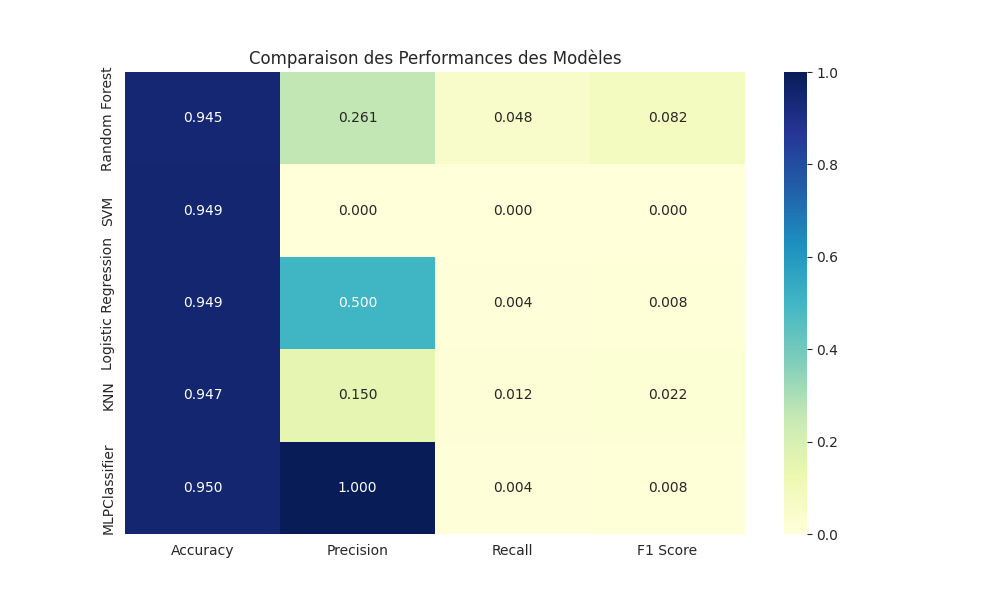 Comparaison des Performances des Modèles
Random Forest 0.945 0.261 0.048 0.082
SVM 0.949 0.000 0.000 0.000
Logistic Regression 0.949 0.500 0.004 0.008
KNN 0.947 0.150 0.012 0.022
MLPClassifier 0.950 1.000 0.004 0.008
Accuracy Precision Recall F1 Score
1.0
0.8
0.6
0.4
0.2
0.0